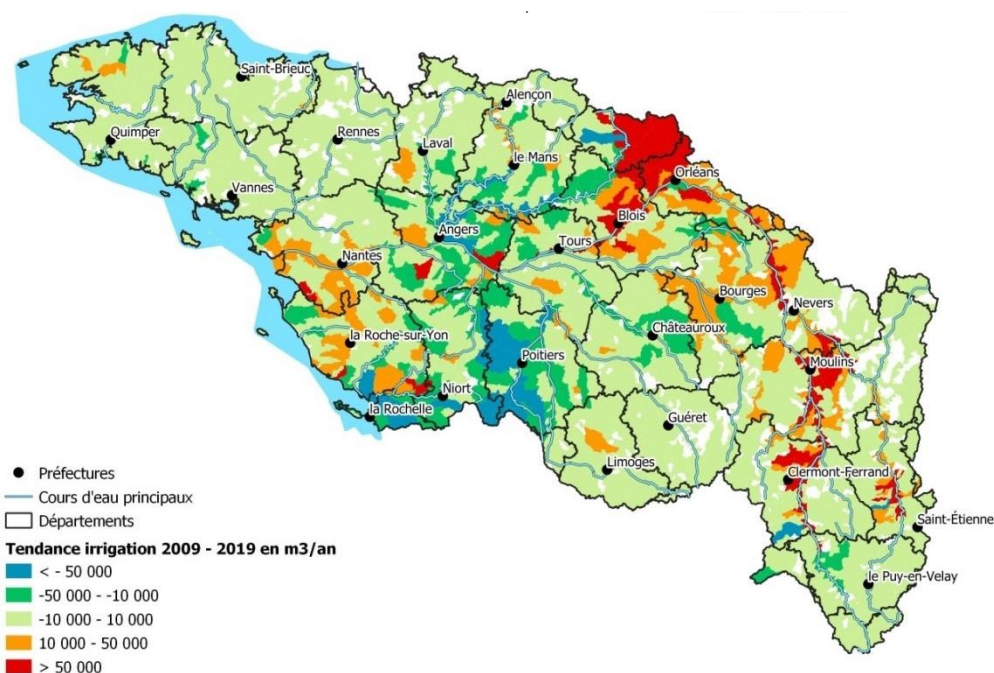 Saint-Brieuc
Alençon
Quimper
Rennes
Laval
le Mans
Orléans
Vannes
Blois
Angers
Tours
Nantes
Bourges
Nevers
la Roche-sur-Yon
Châteauroux
Poitiers
Moulins
Niort
la Rochelle
Guéret
Limoges
Clermont-Ferrand
Saint-Étienne
le Puy-en-Velay
Préfectures
Cours d'eau principaux
Départements
Tendance irrigation 2009 - 2019 en m3/an
< - 50 000
-50 000 - -10 000
-10 000 - 10 000
10 000 - 50 000
> 50 000